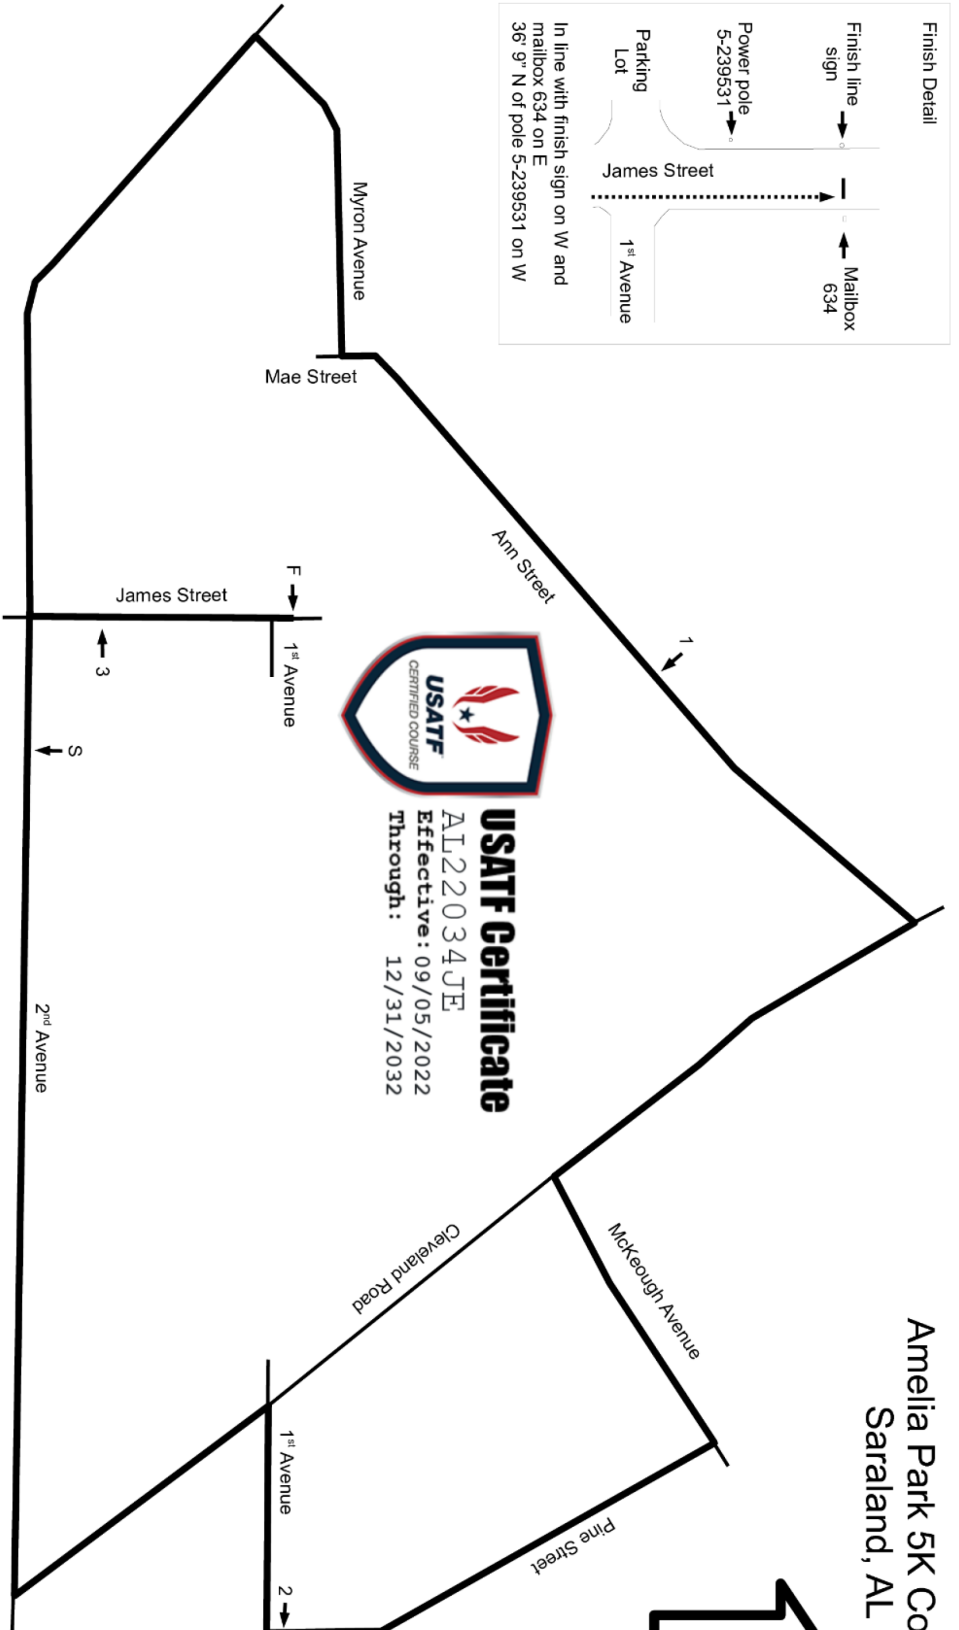 Amelia Park 5K Co
Saraland, AL
Finish Detail
Finish line
sign
Mailbox
634
Power pole
5-239531
James Street
Parking
Lot
1st Avenue
In line with finish sign on W and
mailbox 634 on E
36' 9" N of pole 5-239531 on W
Myron Avenue
Mae Street
Ann Street
1
McKeough Avenue
Pine Street
Cleveland Road
1st Avenue
2
F
James Street
1st Avenue
3
S
2nd Avenue
USATF
CERTIFIED COURSE
USATF Certificate
AL22034JE
Effective: 09/05/2022
Through: 12/31/2032